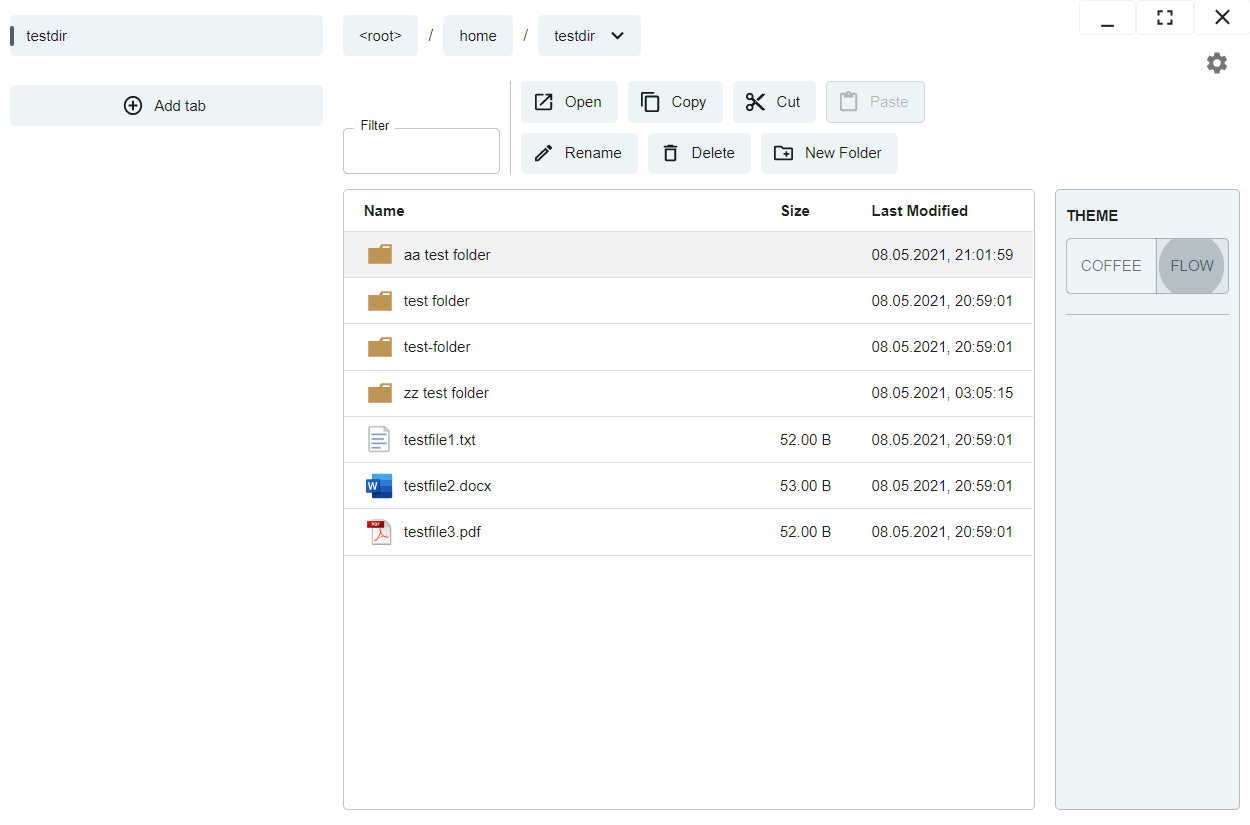 testdir
Add tab
<root> / home / testdir
Filter
Open Copy Cut Paste
Rename Delete New Folder
Name Size Last Modified
aa test folder 08.05.2021, 21:01:59
test folder 08.05.2021, 20:59:01
test-folder 08.05.2021, 20:59:01
zz test folder 08.05.2021, 03:05:15
testfile1.txt 52.00 B 08.05.2021, 20:59:01
W testfile2.docx 53.00 B 08.05.2021, 20:59:01
PDF testfile3.pdf 52.00 B 08.05.2021, 20:59:01
THEME
COFFEE FLOW